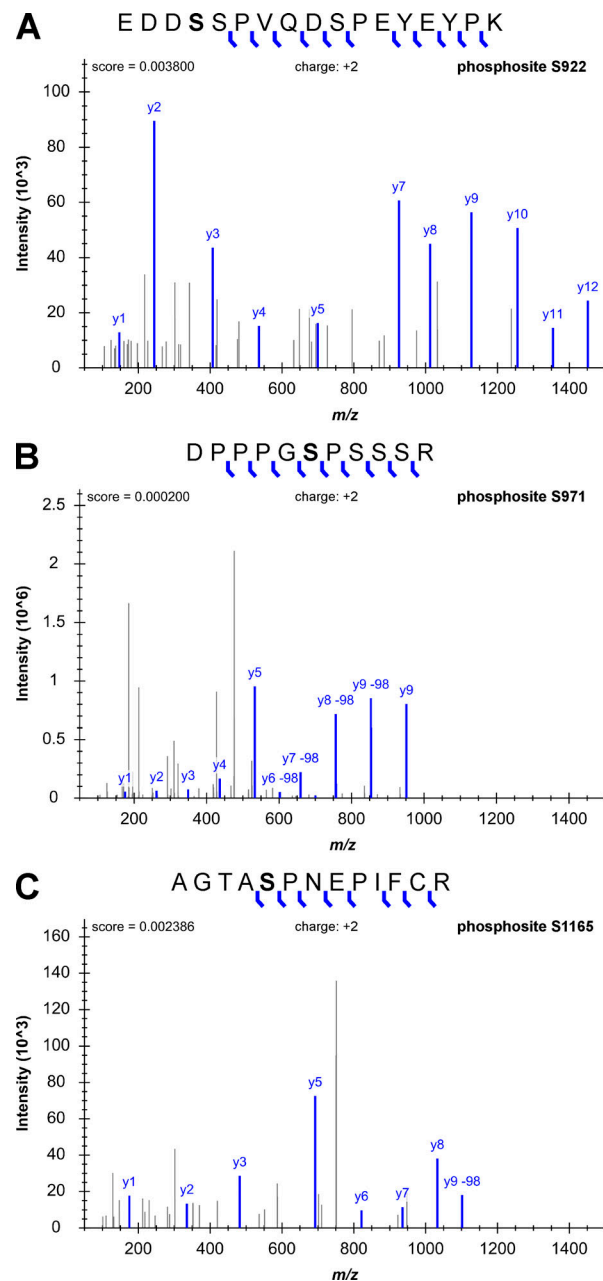 A
EDDSSPVQDSPEYEYPK
score = 0.003800 charge: +2 phosphosite S922
y2
y7
y9
y10
y3
y8
y12
y1
y4
y5
y11
100
80
60
40
20
0
Intensity (10^3)
200 400 600 800 1000 1200 1400
m/z
B
DPPPGSPSSSR
score = 0.000200 charge: +2 phosphosite S971
y5
y9 -98
y9
y8 -98
y7 -98
y4
y1
y2
y3
y6 -98
2.5
2
1.5
1
0.5
0
Intensity (10^6)
200 400 600 800 1000 1200 1400
m/z
C
AGTASPNEPIFCR
score = 0.002386 charge: +2 phosphosite S1165
y5
y8
y3
y1
y2
y9 -98
y6
y7
160
140
120
100
80
60
40
20
0
Intensity (10^3)
200 400 600 800 1000 1200 1400
m/z